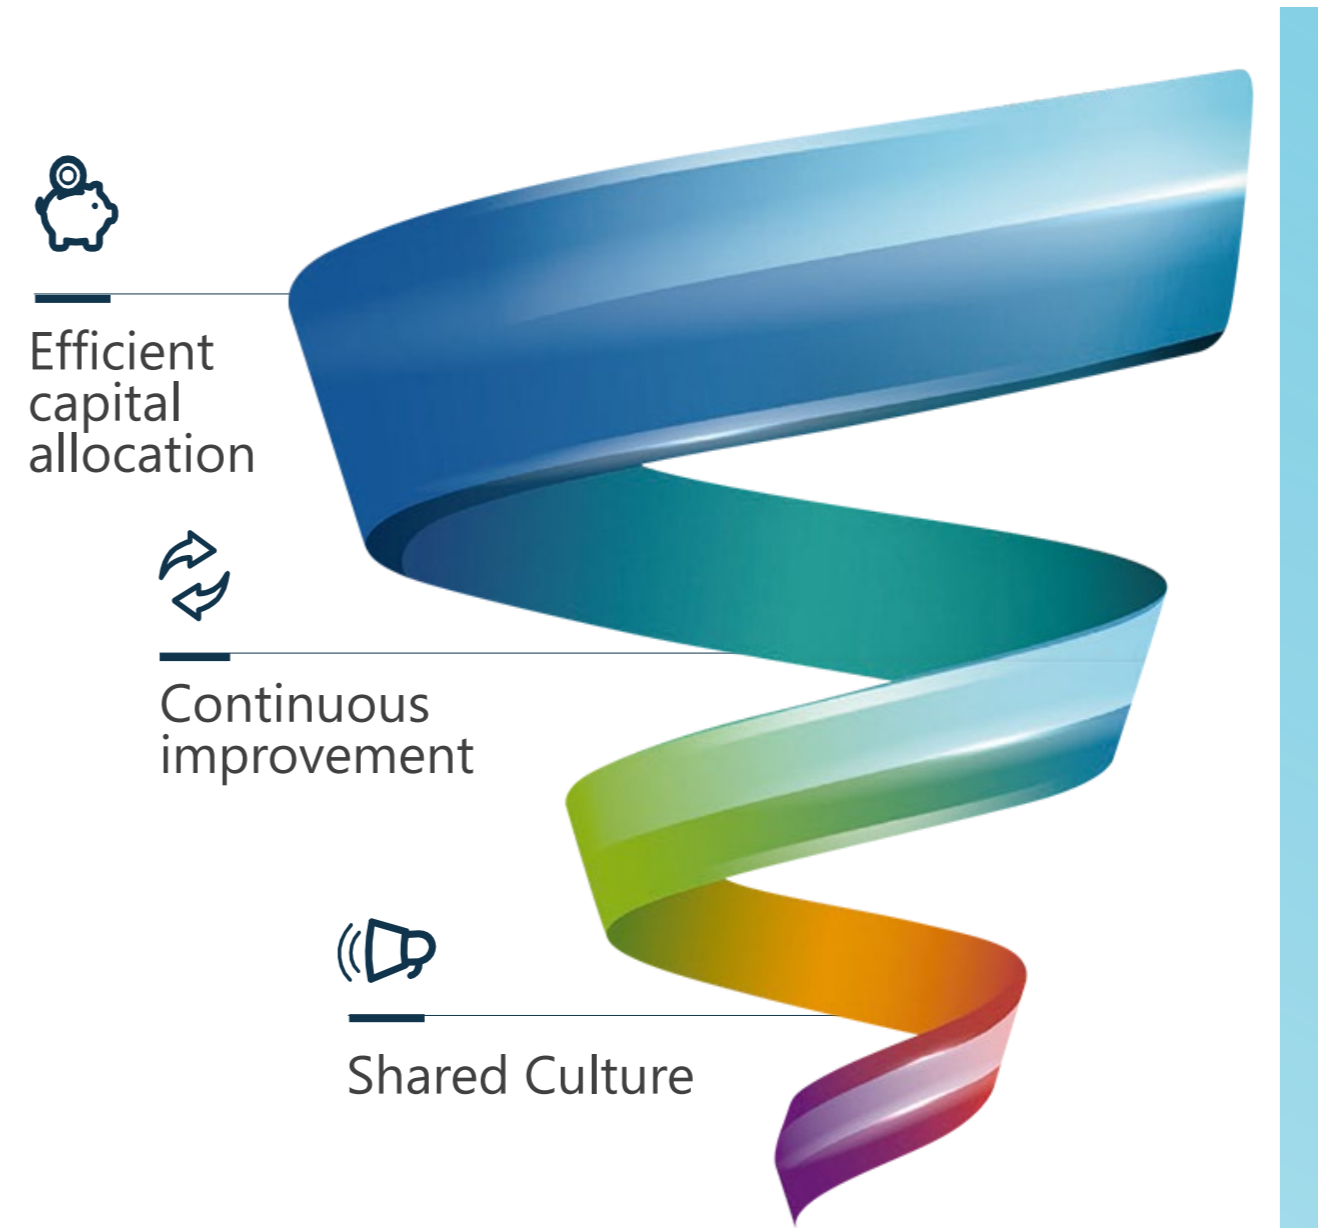 Efficient
capital
allocation
Continuous
improvement
Shared Culture